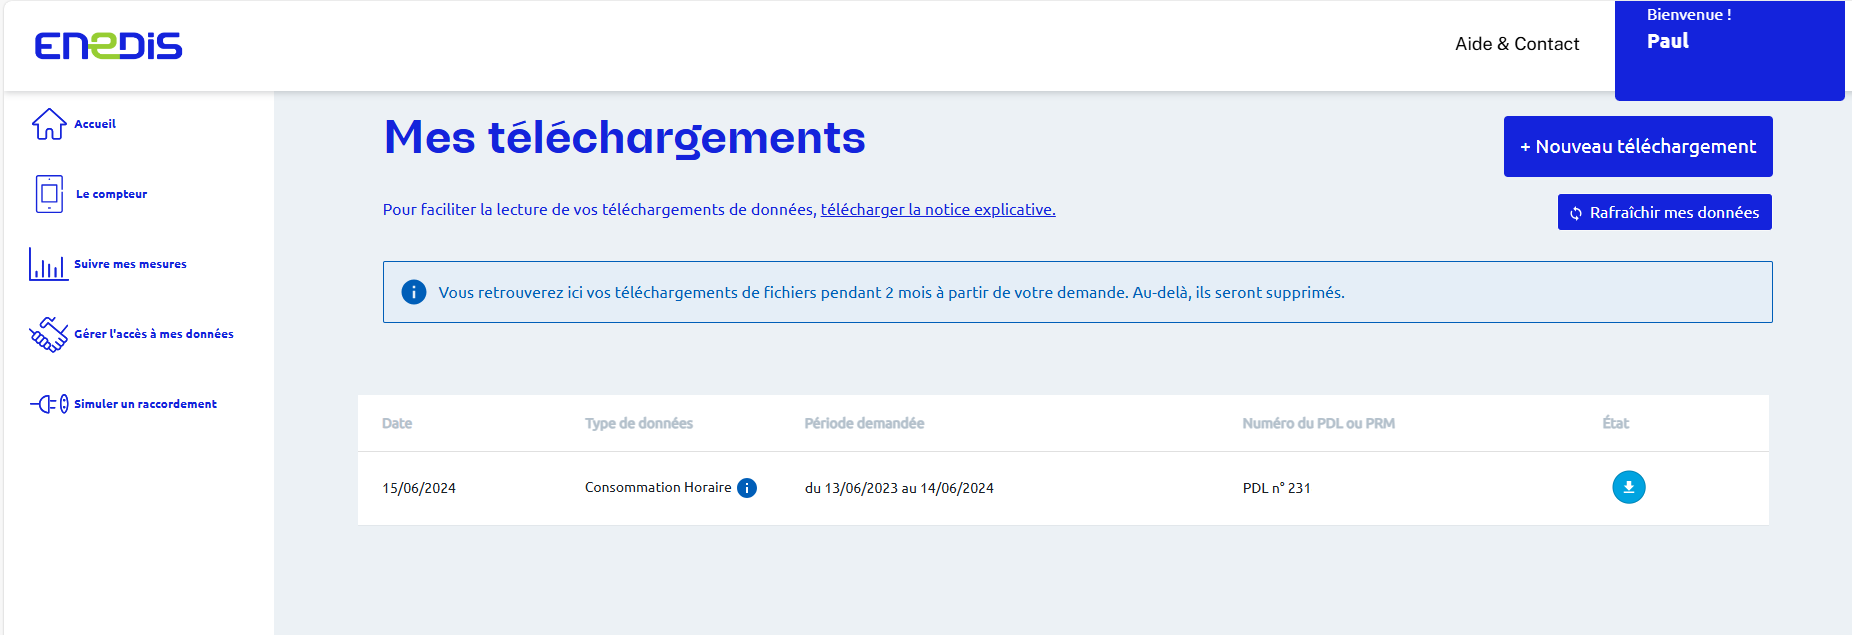 ENEDIS
Aide & Contact
Bienvenue !
Paul
Accueil
Le compteur
Suivre mes mesures
Gérer l'accès à mes données
Simuler un raccordement
Mes téléchargements
+ Nouveau téléchargement
Pour faciliter la lecture de vos téléchargements de données, télécharger la notice explicative.
Rafraîchir mes données
Vous retrouverez ici vos téléchargements de fichiers pendant 2 mois à partir de votre demande. Au-delà, ils seront supprimés.
Date Type de données Période demandée Numéro du PDL ou PRM État
15/06/2024 Consommation Horaire du 13/06/2023 au 14/06/2024 PDL n° 231